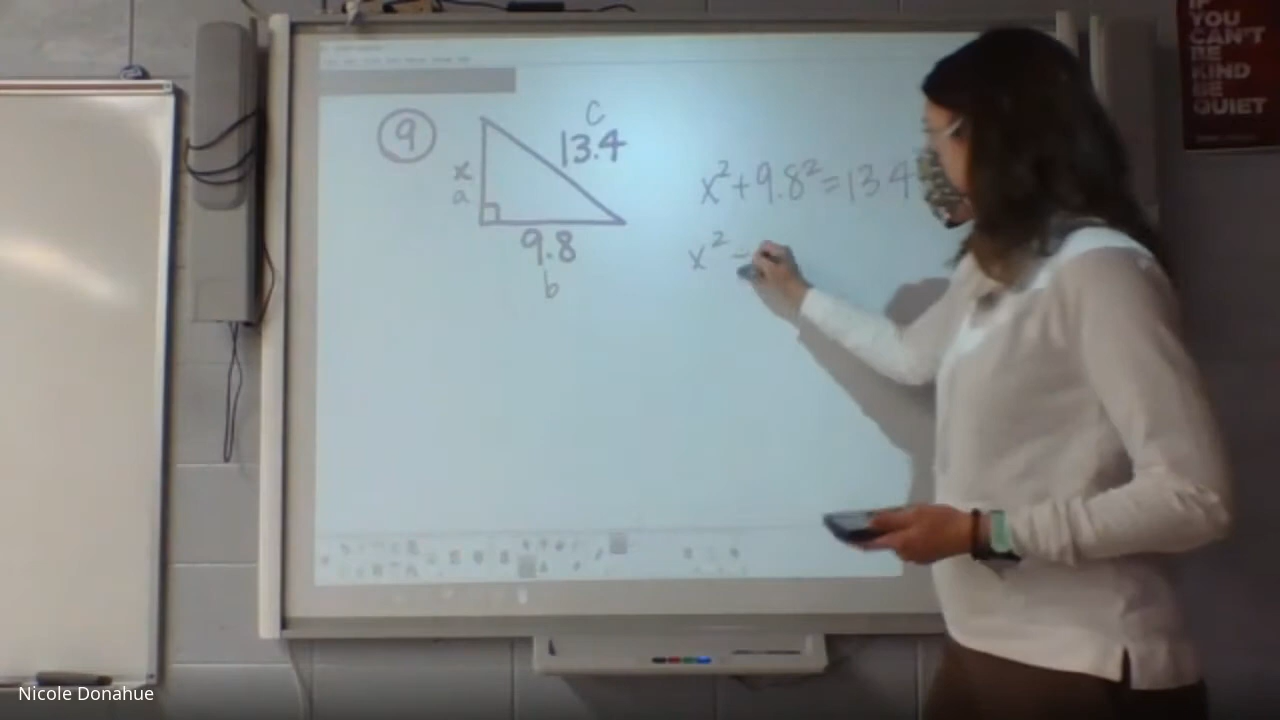 IF
YOU
CAN'T
BE
KIND
BE
QUIET
9
c
13.4
x
a
9.8
b
x²+9.8²=13.4
x²
Nicole Donahue